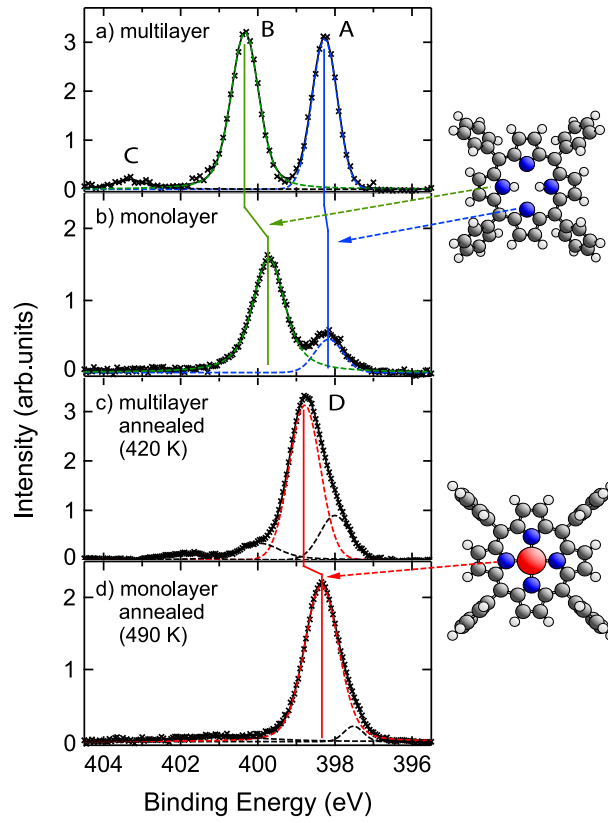 a) multilayer
B
A
C
3
2
1
0
b) monolayer
2
1
0
c) multilayer
annealed
(420 K)
D
3
2
1
0
d) monolayer
annealed
(490 K)
2
1
0
404 402 400 398 396
Binding Energy (eV)
Intensity (arb.units)